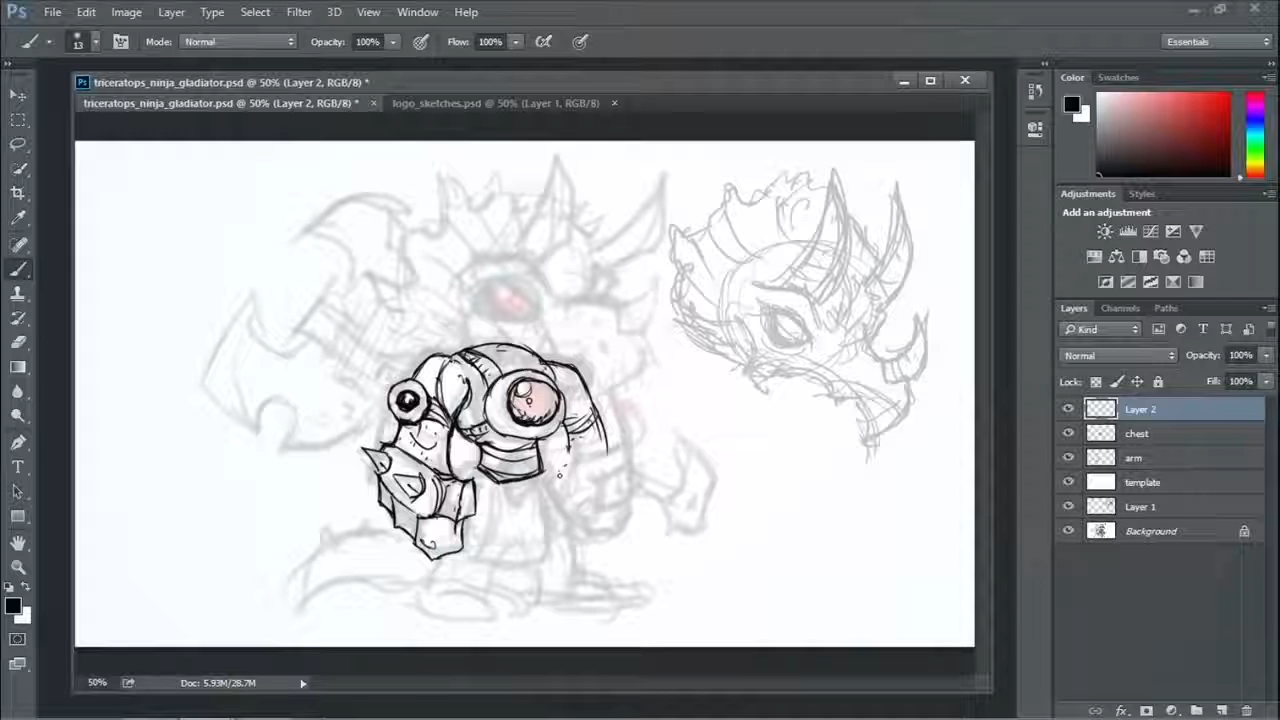 Ps File Edit Image Layer Type Select Filter 3D View Window Help
13 Mode: Normal Opacity: 100% Flow: 100% Essentials
Ps triceratops_ninja_gladiator.psd @ 50% (Layer 2, RGB/8) *
triceratops_ninja_gladiator.psd @ 50% (Layer 2, RGB/8) * × logo_sketches.psd @ 50% (Layer 1, RGB/8) ×
Color Swatches
Adjustments Styles
Add an adjustment
Layers Channels Paths
Kind
Normal Opacity: 100%
Lock: Fill: 100%
Layer 2
chest
arm
template
Layer 1
Background
50% Doc: 5.93M/28.7M